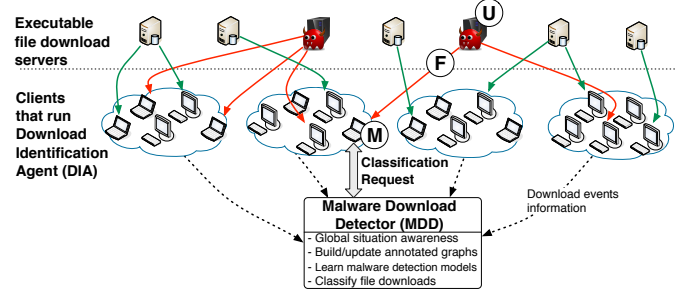 Executable
file download
servers
U
F
Clients
that run
Download
Identification
Agent (DIA)
M
Classification
Request
Download events
information
Malware Download
Detector (MDD)
- Global situation awareness
- Build/update annotated graphs
- Learn malware detection models
- Classify file downloads